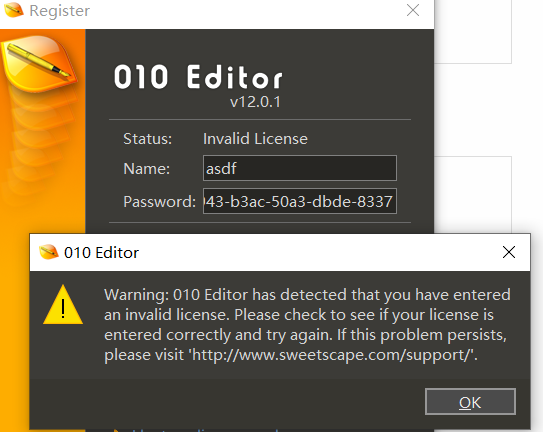 Register
010 Editor
v12.0.1
Status: Invalid License
Name: asdf
Password: 943-b3ac-50a3-dbde-8337
010 Editor
Warning: 010 Editor has detected that you have entered
an invalid license. Please check to see if your license is
entered correctly and try again. If this problem persists,
please visit 'http://www.sweetscape.com/support/'.
OK